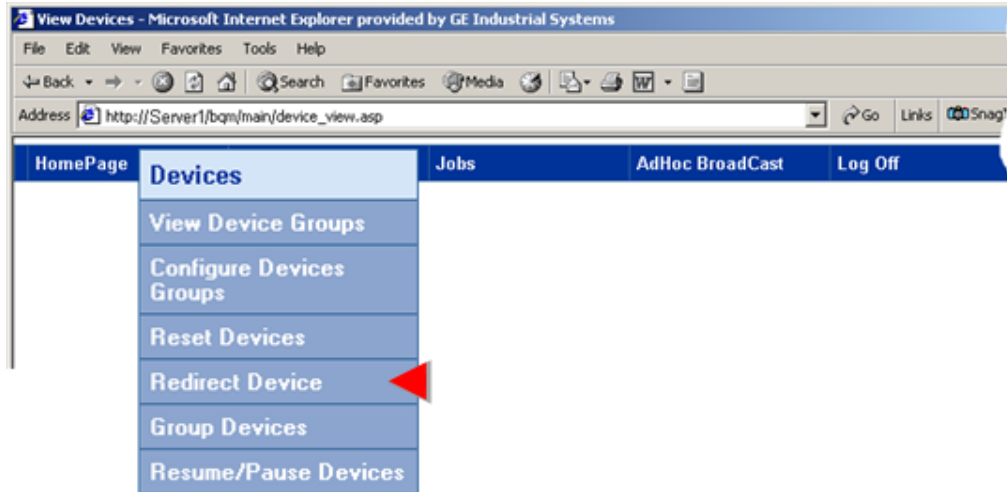 View Devices - Microsoft Internet Explorer provided by GE Industrial Systems
File Edit View Favorites Tools Help
Back Search Favorites Media
Address http://Server1/bqm/main/device_view.asp Go Links
HomePage Devices Jobs AdHoc BroadCast Log Off
View Device Groups
Configure Devices
Groups
Reset Devices
Redirect Device
Group Devices
Resume/Pause Devices